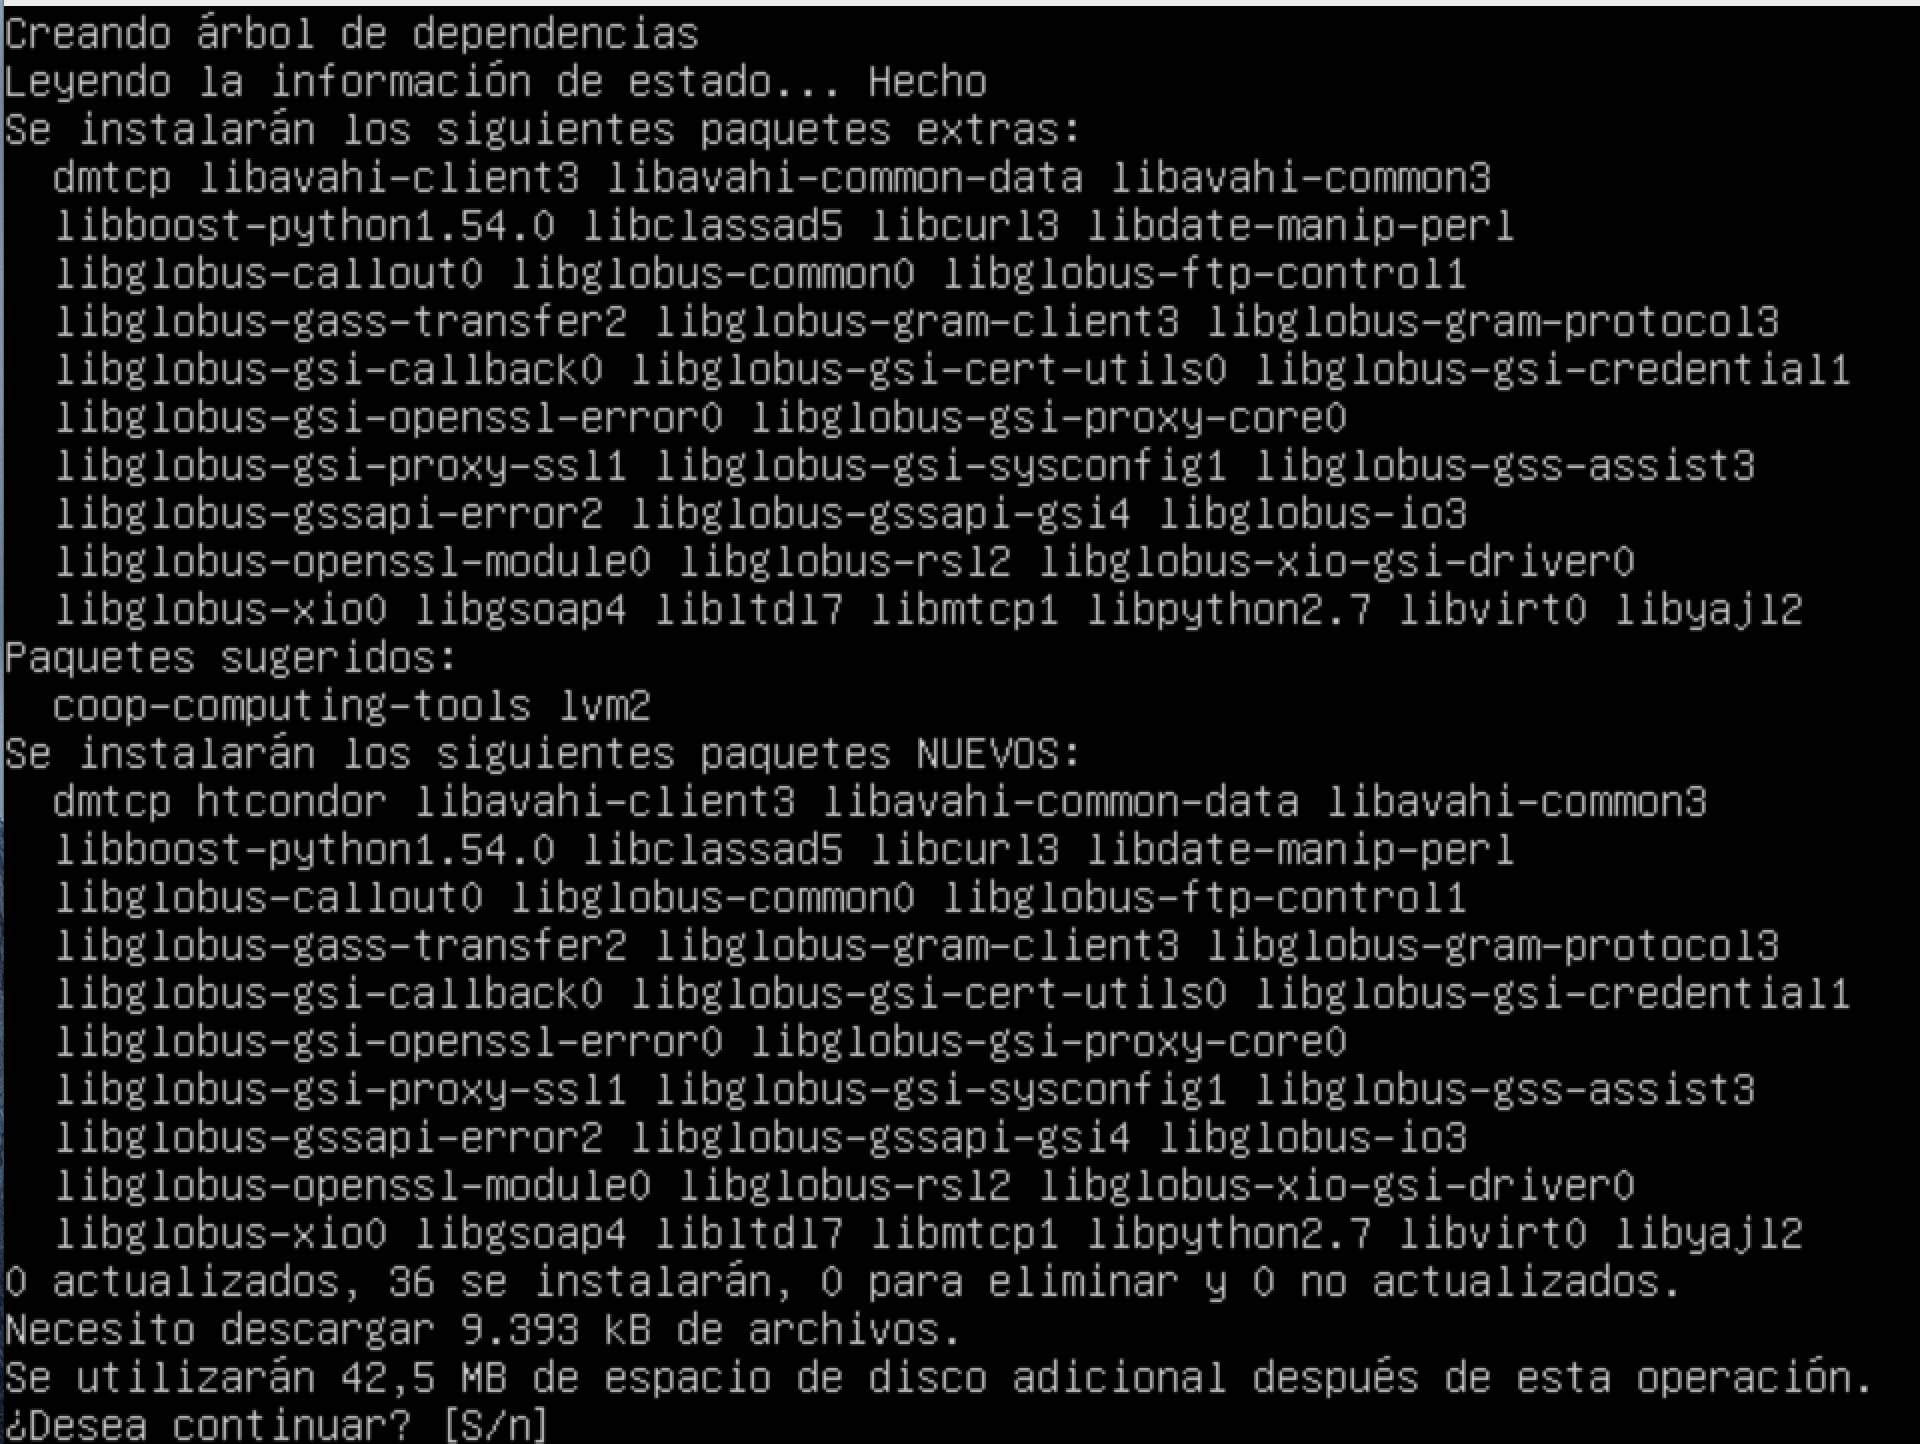 Creando árbol de dependencias
Leyendo la información de estado... Hecho
Se instalarán los siguientes paquetes extras:
dmtcp libavahi-client3 libavahi-common-data libavahi-common3
libboost-python1.54.0 libclassad5 libcurl3 libdate-manip-perl
libglobus-callout0 libglobus-common0 libglobus-ftp-control1
libglobus-gass-transfer2 libglobus-gram-client3 libglobus-gram-protocol3
libglobus-gsi-callback0 libglobus-gsi-cert-utils0 libglobus-gsi-credential1
libglobus-gsi-openssl-error0 libglobus-gsi-proxy-core0
libglobus-gsi-proxy-ssl1 libglobus-gsi-sysconfig1 libglobus-gss-assist3
libglobus-gssapi-error2 libglobus-gssapi-gsi4 libglobus-io3
libglobus-openssl-module0 libglobus-rsl2 libglobus-xio-gsi-driver0
libglobus-xio0 libgsoap4 libltdl7 libmtcp1 libpython2.7 libvirt0 libyajl2
Paquetes sugeridos:
coop-computing-tools lvm2
Se instalarán los siguientes paquetes NUEVOS:
dmtcp htcondor libavahi-client3 libavahi-common-data libavahi-common3
libboost-python1.54.0 libclassad5 libcurl3 libdate-manip-perl
libglobus-callout0 libglobus-common0 libglobus-ftp-control1
libglobus-gass-transfer2 libglobus-gram-client3 libglobus-gram-protocol3
libglobus-gsi-callback0 libglobus-gsi-cert-utils0 libglobus-gsi-credential1
libglobus-gsi-openssl-error0 libglobus-gsi-proxy-core0
libglobus-gsi-proxy-ssl1 libglobus-gsi-sysconfig1 libglobus-gss-assist3
libglobus-gssapi-error2 libglobus-gssapi-gsi4 libglobus-io3
libglobus-openssl-module0 libglobus-rsl2 libglobus-xio-gsi-driver0
libglobus-xio0 libgsoap4 libltdl7 libmtcp1 libpython2.7 libvirt0 libyajl2
0 actualizados, 36 se instalarán, 0 para eliminar y 0 no actualizados.
Necesito descargar 9.393 kB de archivos.
Se utilizarán 42,5 MB de espacio de disco adicional después de esta operación.
¿Desea continuar? [S/n]